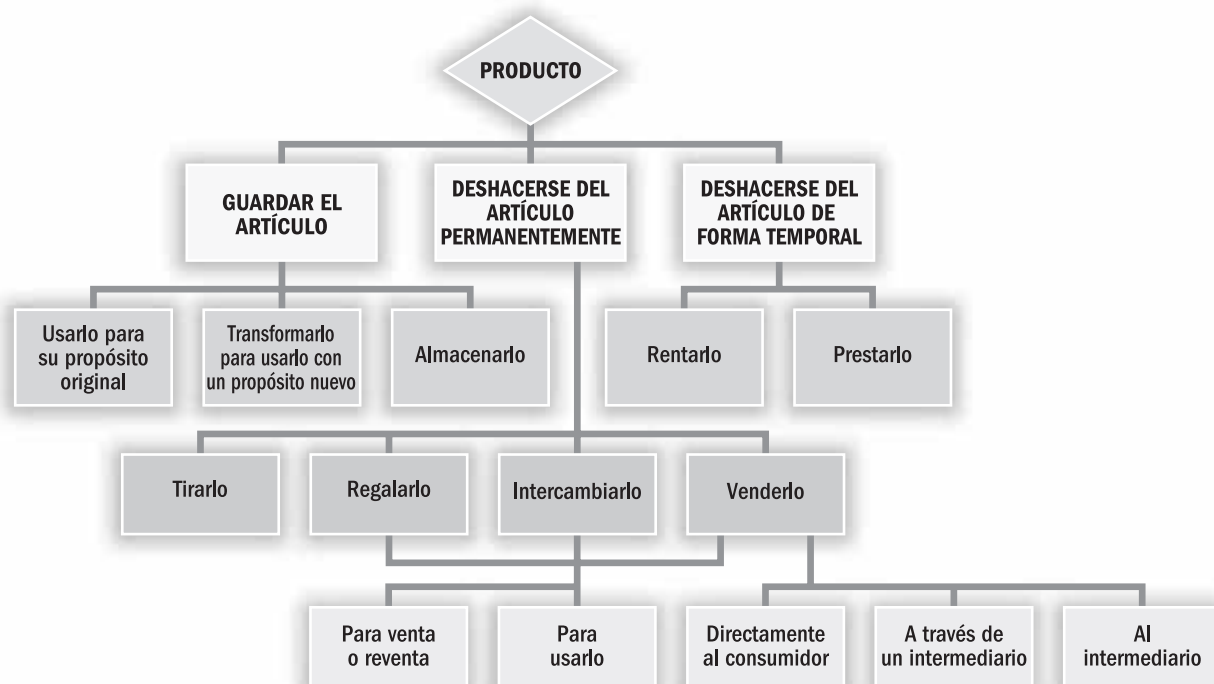 PRODUCTO
GUARDAR EL
ARTÍCULO
DESHACERSE DEL
ARTÍCULO
PERMANENTEMENTE
DESHACERSE DEL
ARTÍCULO DE
FORMA TEMPORAL
Usarlo para
su propósito
original
Transformarlo
para usarlo con
un propósito nuevo
Almacenarlo
Rentarlo
Prestarlo
Tirarlo
Regalarlo
Intercambiarlo
Venderlo
Para venta
o reventa
Para
usarlo
Directamente
al consumidor
A través de
un intermediario
Al
intermediario